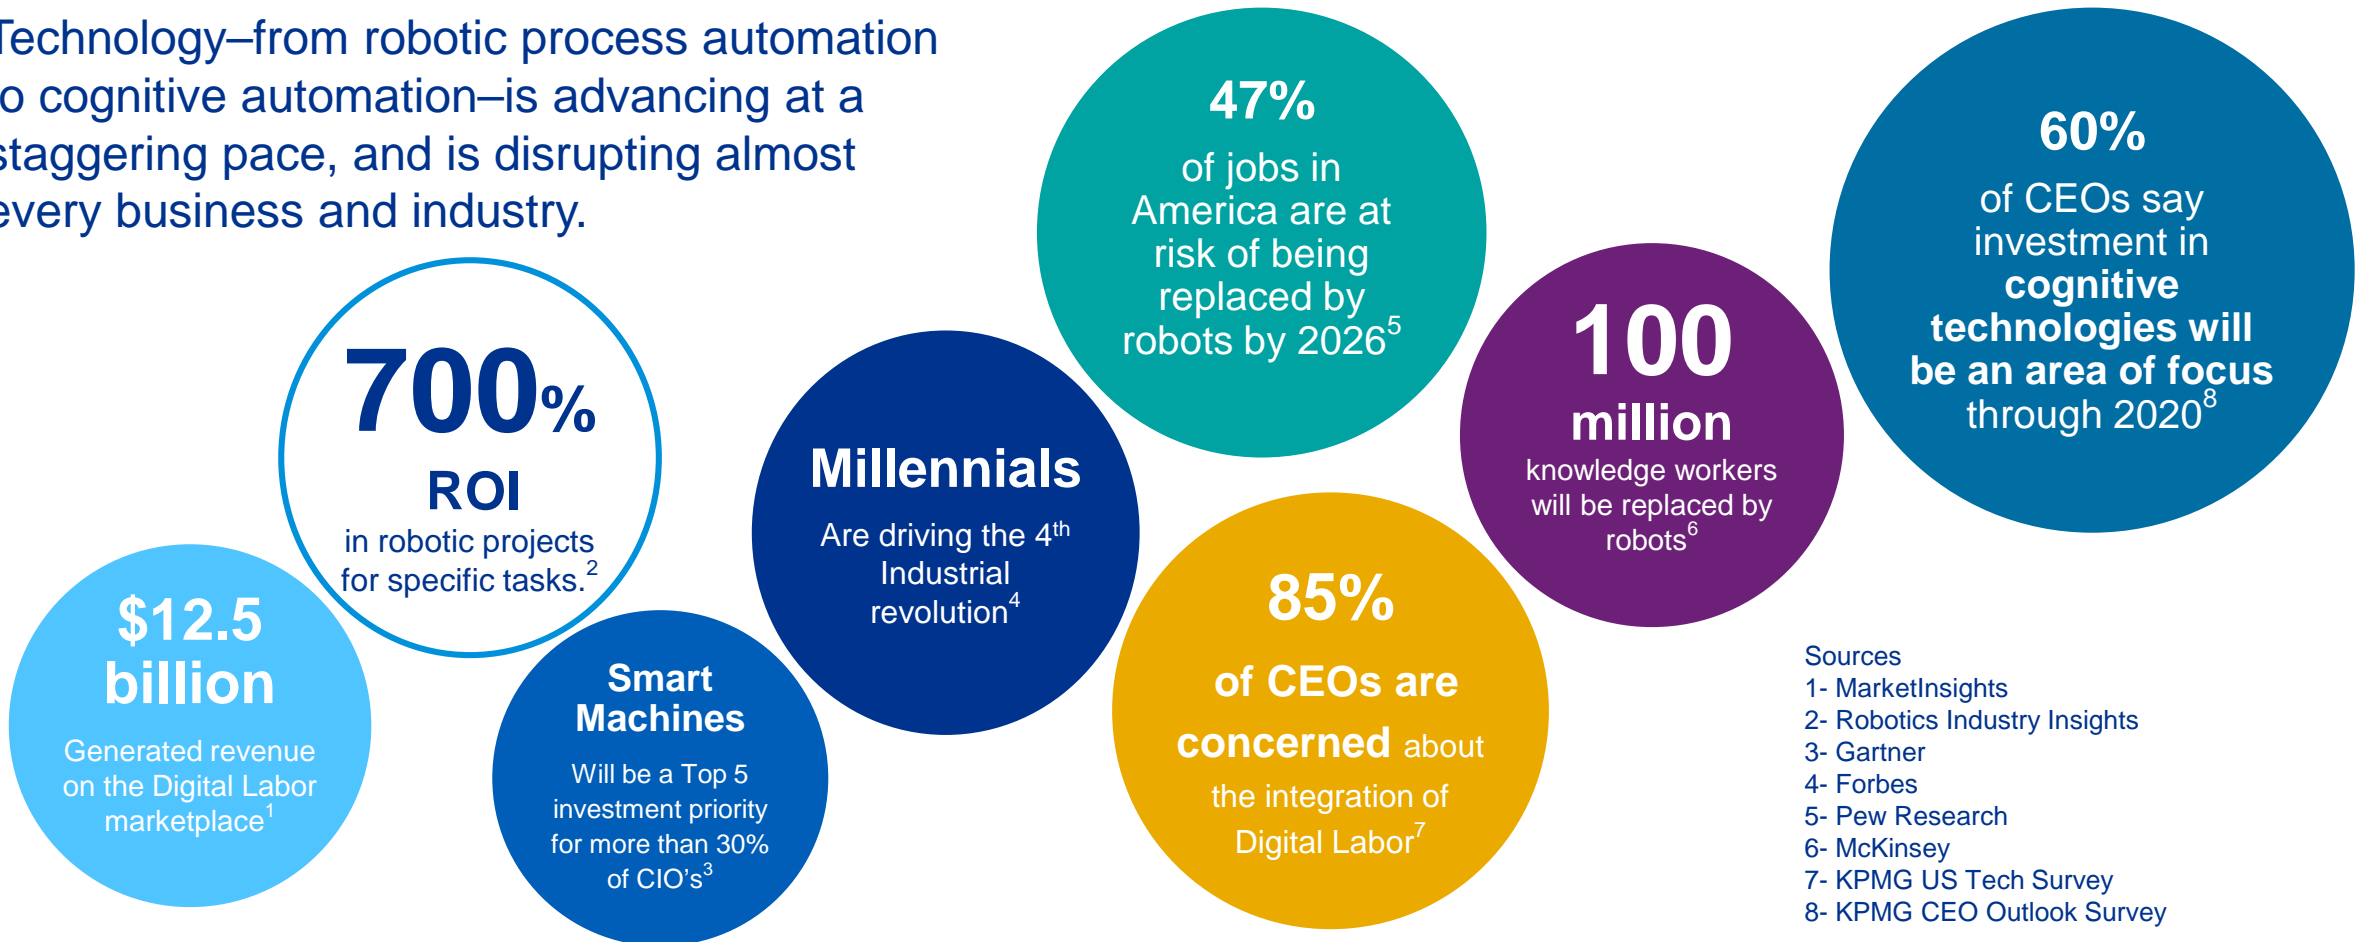 Technology–from robotic process automation
to cognitive automation–is advancing at a
staggering pace, and is disrupting almost
every business and industry.
$12.5
billion
Generated revenue
on the Digital Labor
marketplace1
700%
ROI
in robotic projects
for specific tasks.2
Smart
Machines
Will be a Top 5
investment priority
for more than 30%
of CIO’s3
Millennials
Are driving the 4th
Industrial
revolution4
47%
of jobs in
America are at
risk of being
replaced by
robots by 20265
85%
of CEOs are
concerned about
the integration of
Digital Labor7
100
million
knowledge workers
will be replaced by
robots6
60%
of CEOs say
investment in
cognitive
technologies will
be an area of focus
through 20208
Sources
1- MarketInsights
2- Robotics Industry Insights
3- Gartner
4- Forbes
5- Pew Research
6- McKinsey
7- KPMG US Tech Survey
8- KPMG CEO Outlook Survey